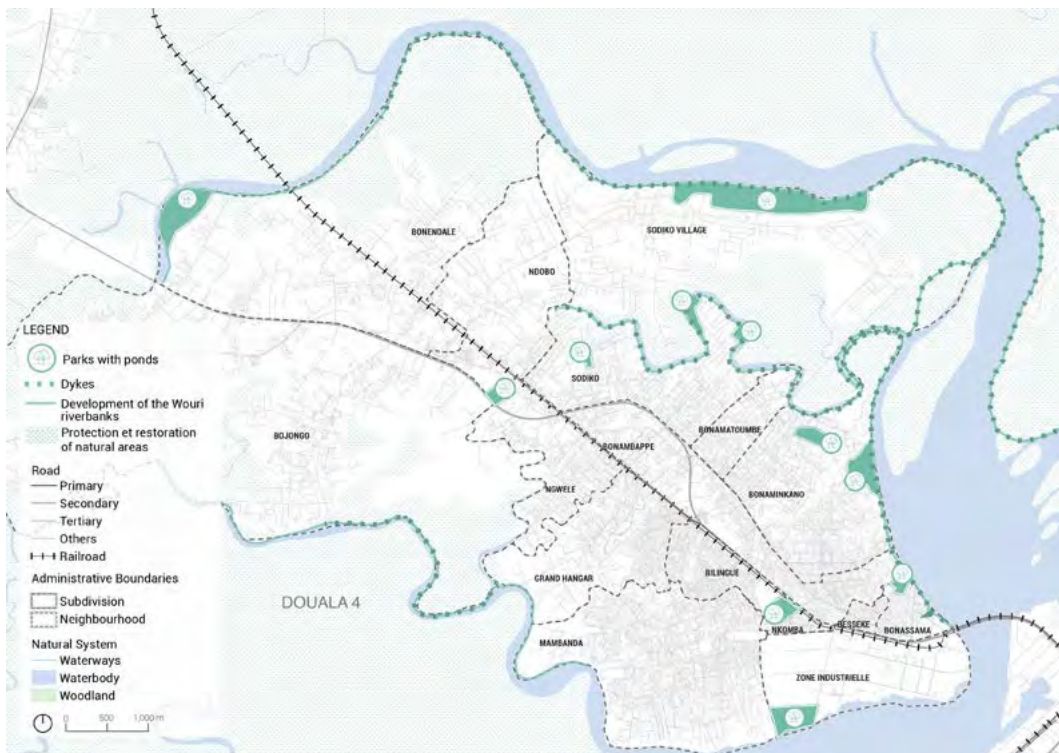 BONENDALE
SODIKO VILLAGE
NDOBO
LEGEND
Parks with ponds
Dykes
Development of the Wouri
riverbanks
Protection et restoration
of natural areas
Road
Primary
Secondary
Tertiary
Others
Railroad
Administrative Boundaries
Subdivision
Neighbourhood
Natural System
Waterways
Waterbody
Woodland
0 500 1,000 m
SODIKO
BOJONGO
BONAMATOUMBE
BONAMBAPPE
NGWELE
BONAMINKANO
BILINGUE
GRAND HANGAR
DOUALA 4
MAMBANDA
NKOMBA
BESSEKE
BONASSAMA
ZONE INDUSTRIELLE